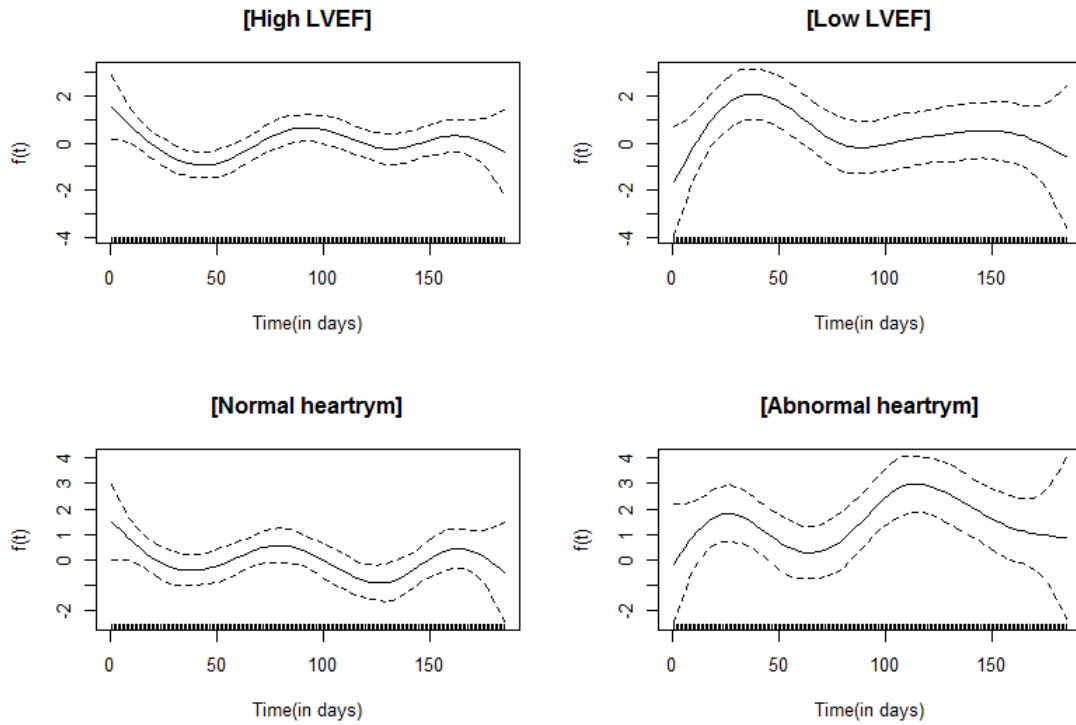 [High LVEF]
f(t)
2
0
-2
-4
0 50 100 150
Time(in days)
[Low LVEF]
f(t)
2
0
-2
-4
0 50 100 150
Time(in days)
[Normal heartrym]
f(t)
4
3
2
1
0
-2
0 50 100 150
Time(in days)
[Abnormal heartrym]
f(t)
4
3
2
1
0
-2
0 50 100 150
Time(in days)